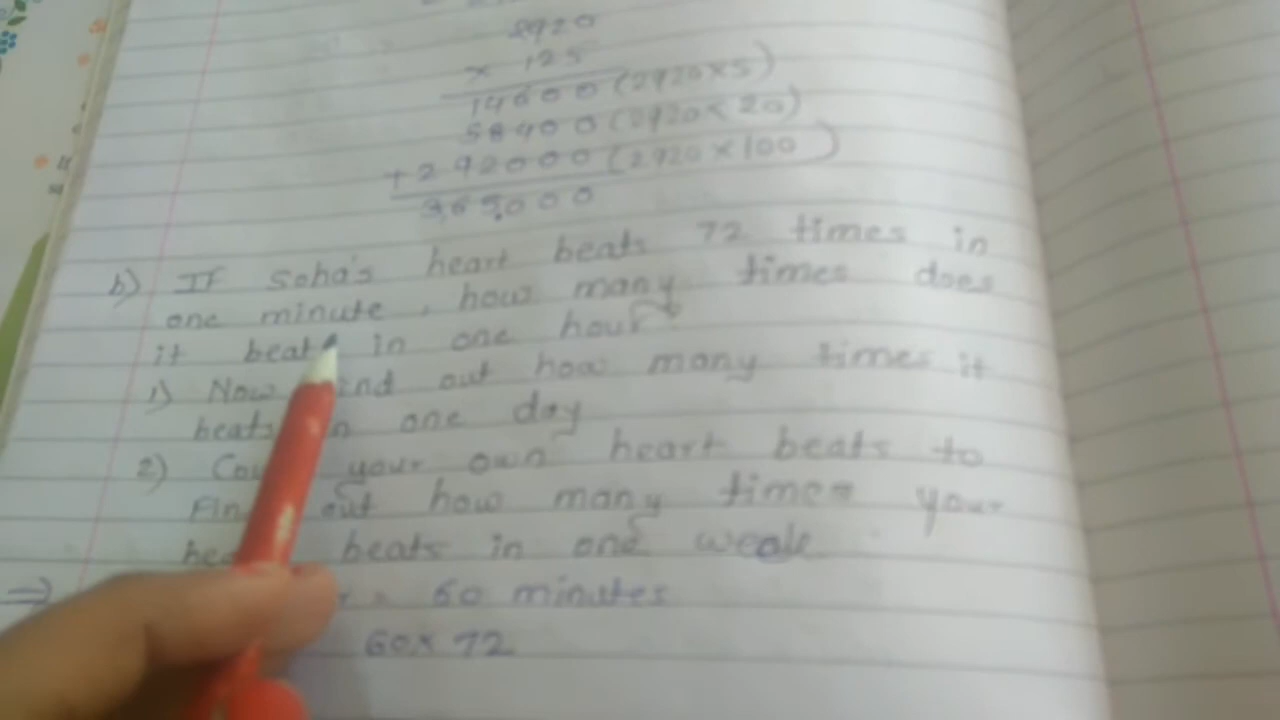 2920
× 125
14600 (2920×5)
58400 (2920×20)
+ 292000 (2920×100)
365000
b) If Soha's heart beats 72 times in
one minute, how many times does
it beat in one hour?
1) Now find out how many times it
beats in one day
2) your own heart beats to
out how many times your
beats in one week
⇒ = 60 minutes
60×72